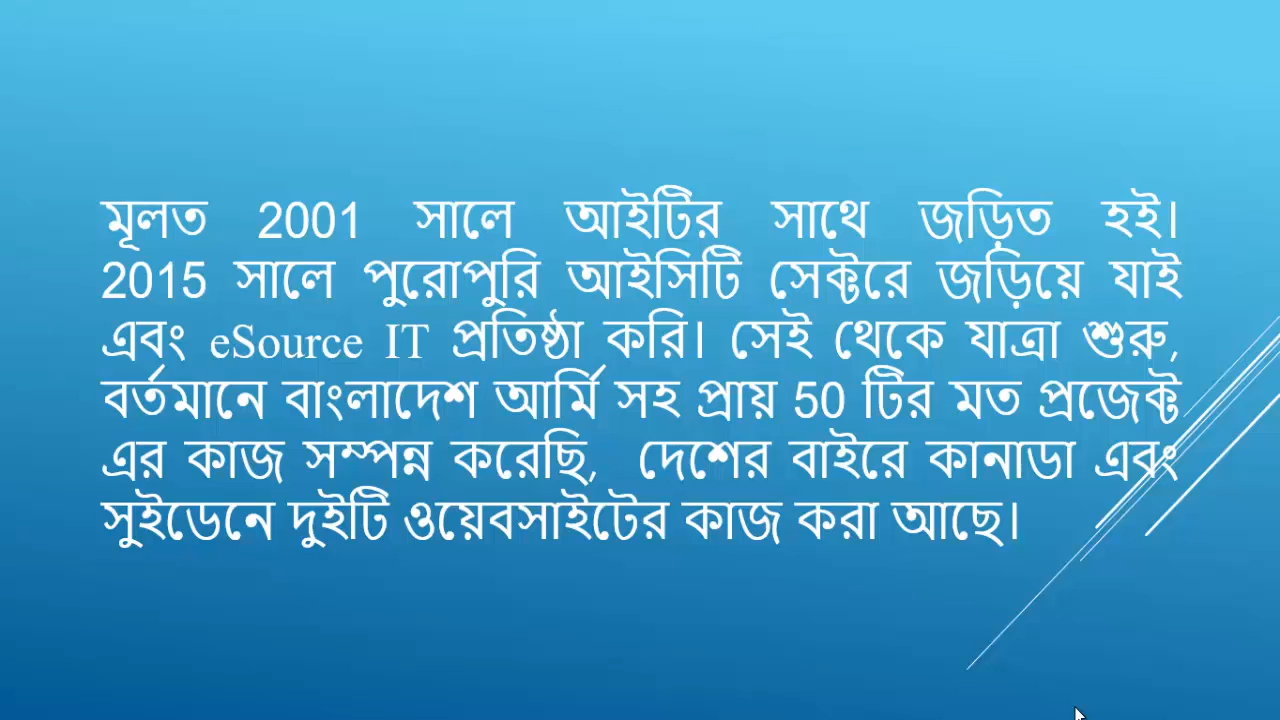 মূলত 2001 সালে আইটির সাথে জড়িত হই।
2015 সালে পুরোপুরি আইসিটি সেক্টরে জড়িয়ে যাই
এবং eSource IT প্রতিষ্ঠা করি। সেই থেকে যাত্রা শুরু,
বর্তমানে বাংলাদেশ আর্মি সহ প্রায় 50 টির মত প্রজেক্ট
এর কাজ সম্পন্ন করেছি, দেশের বাইরে কানাডা এবং
সুইডেনে দুইটি ওয়েবসাইটের কাজ করা আছে।